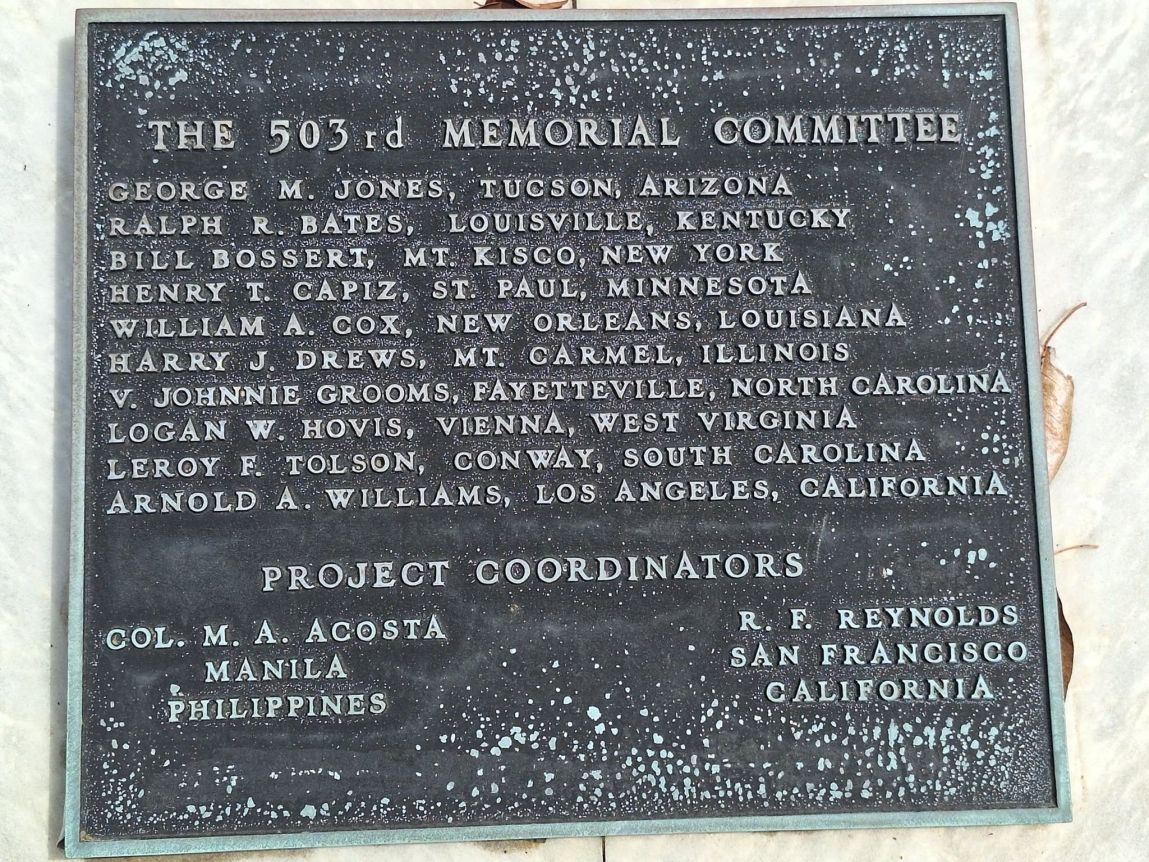 THE 503rd MEMORIAL COMMITTEE
GEORGE M. JONES, TUCSON, ARIZONA
RALPH R. BATES, LOUISVILLE, KENTUCKY
BILL BOSSERT, MT. KISCO, NEW YORK
HENRY T. CAPIZ, ST. PAUL, MINNESOTA
WILLIAM A. COX, NEW ORLEANS, LOUISIANA
HARRY J. DREWS, MT. CARMEL, ILLINOIS
V. JOHNNIE GROOMS, FAYETTEVILLE, NORTH CAROLINA
LOGAN W. HOVIS, VIENNA, WEST VIRGINIA
LEROY F. TOLSON, CONWAY, SOUTH CAROLINA
ARNOLD A. WILLIAMS, LOS ANGELES, CALIFORNIA
PROJECT COORDINATORS
COL. M. A. ACOSTA
MANILA
PHILIPPINES
R. F. REYNOLDS
SAN FRANCISCO
CALIFORNIA